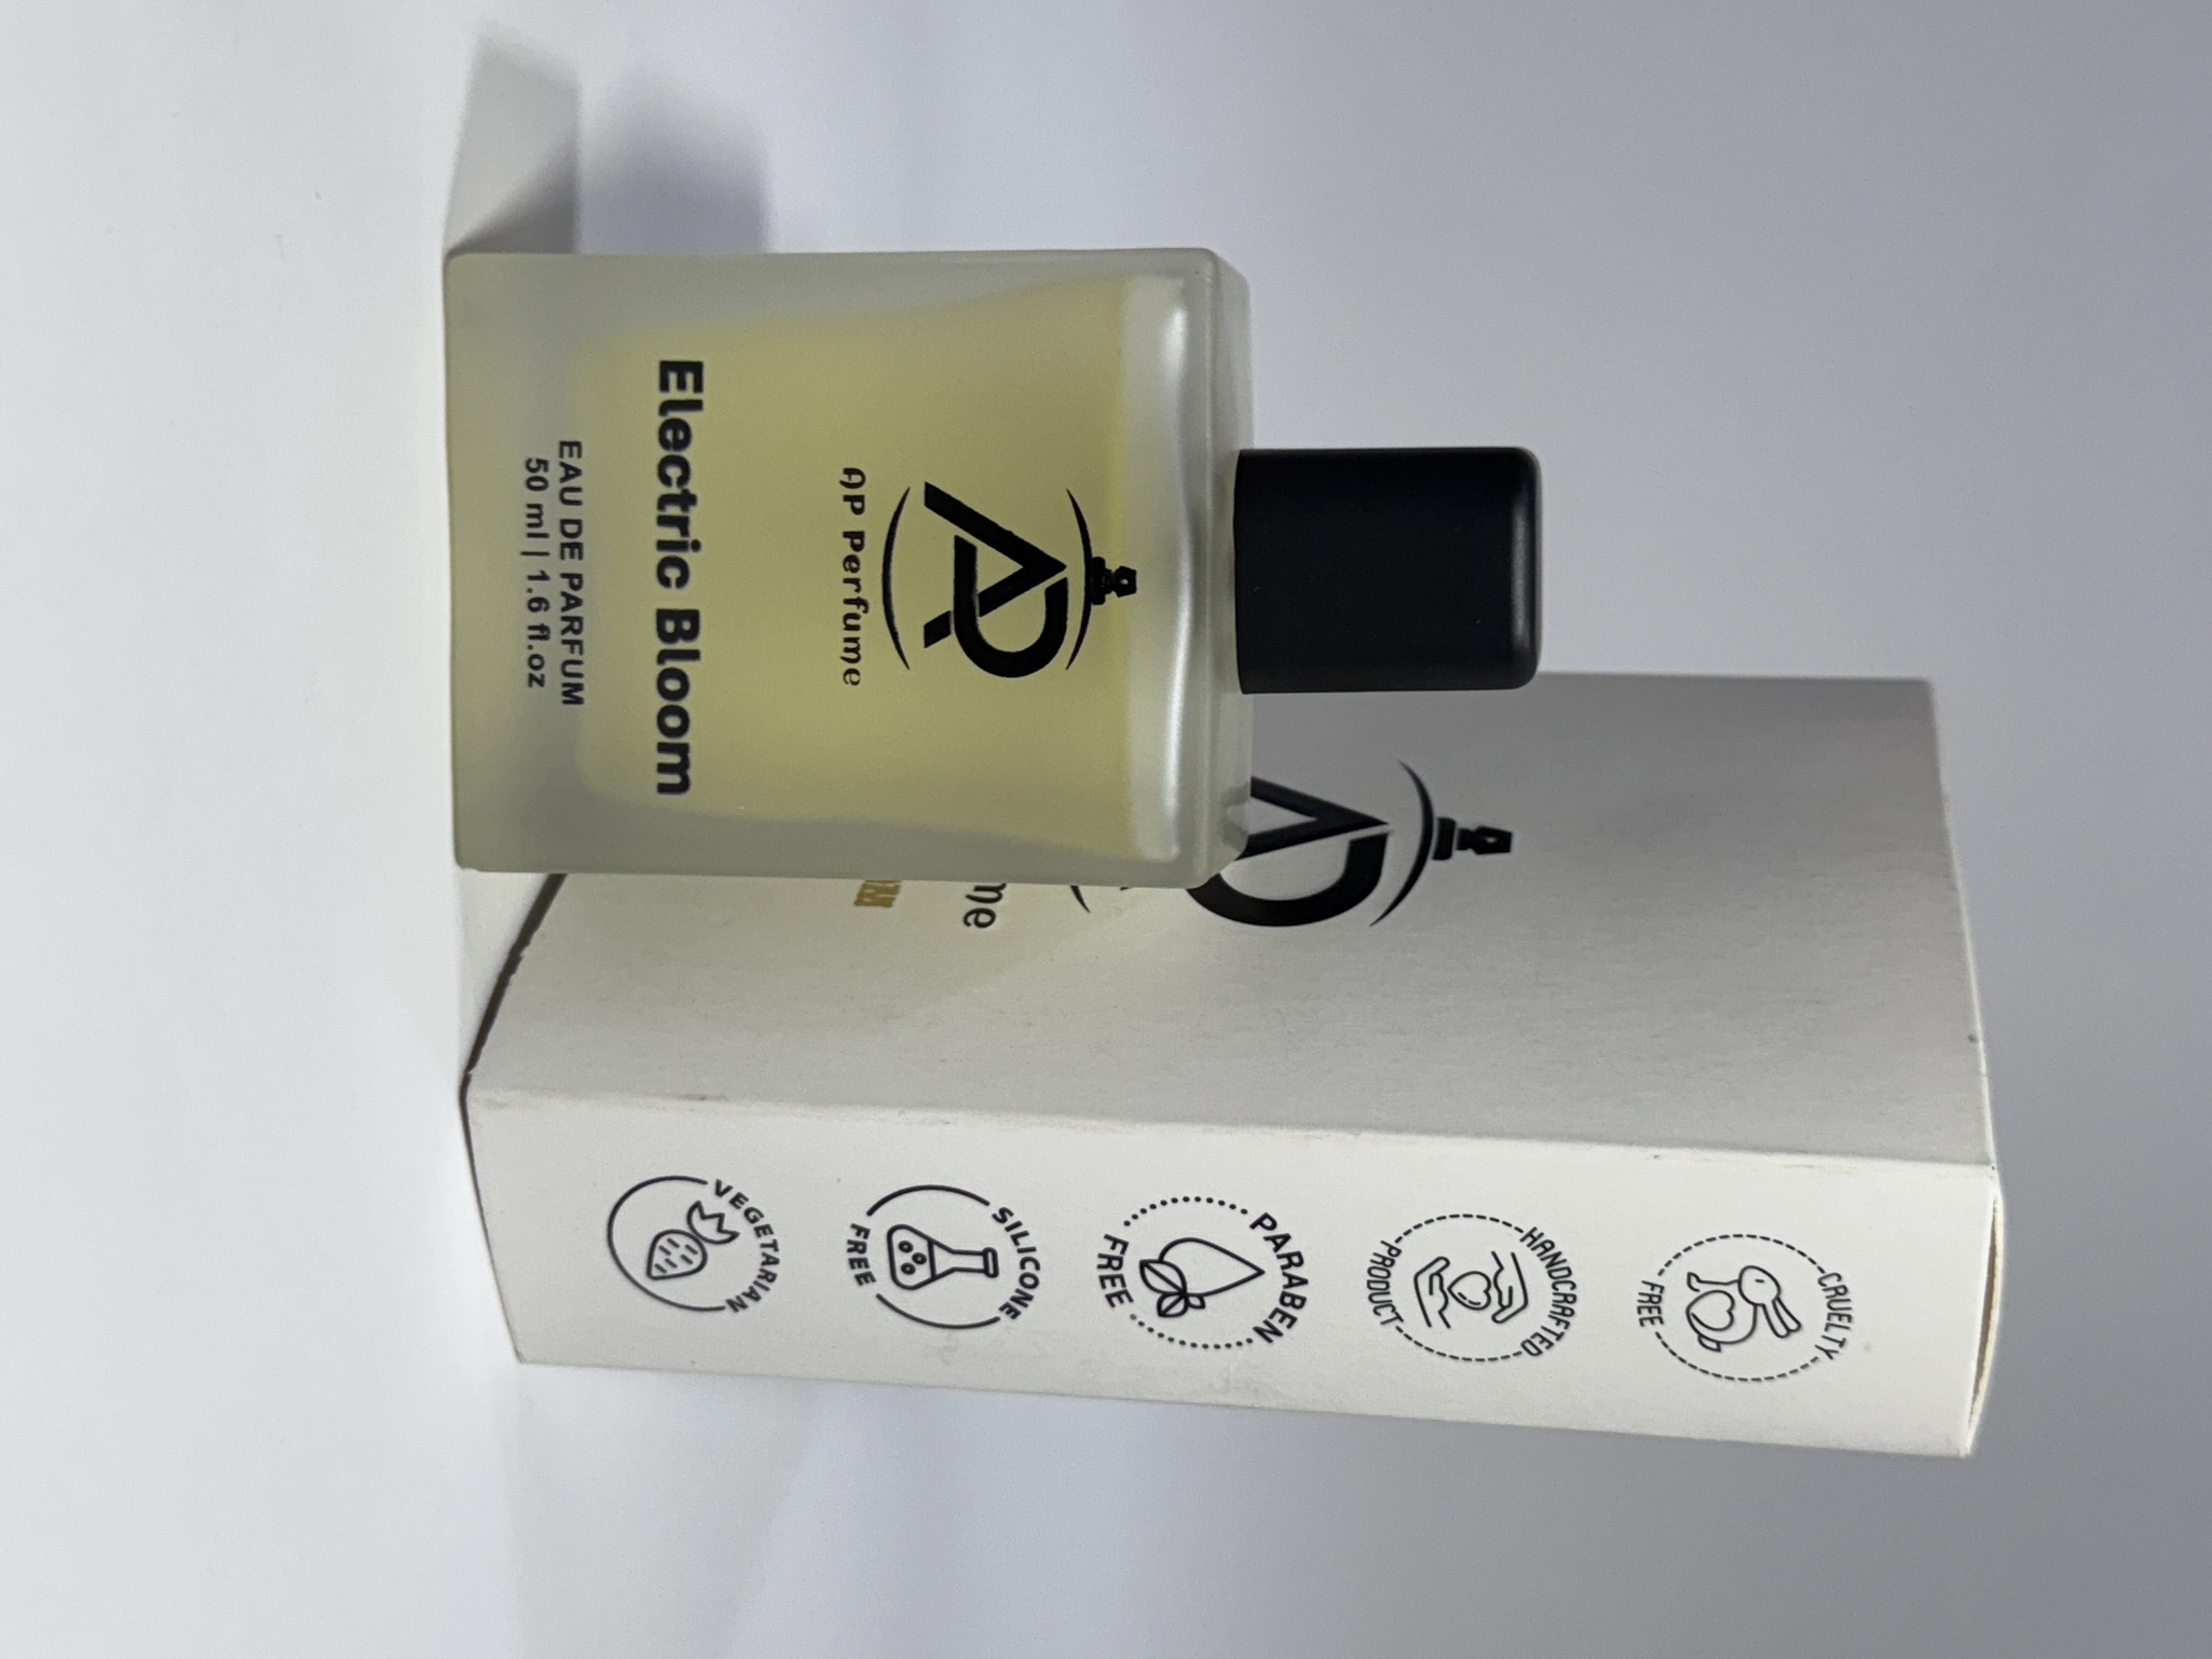 AP
AP Perfume
Electric Bloom
EAU DE PARFUM
50 ml | 1.6 fl.oz
CRUELTY
FREE
HANDCRAFTED
PRODUCT
PARABEN
FREE
SILICONE
FREE
VEGETARIAN